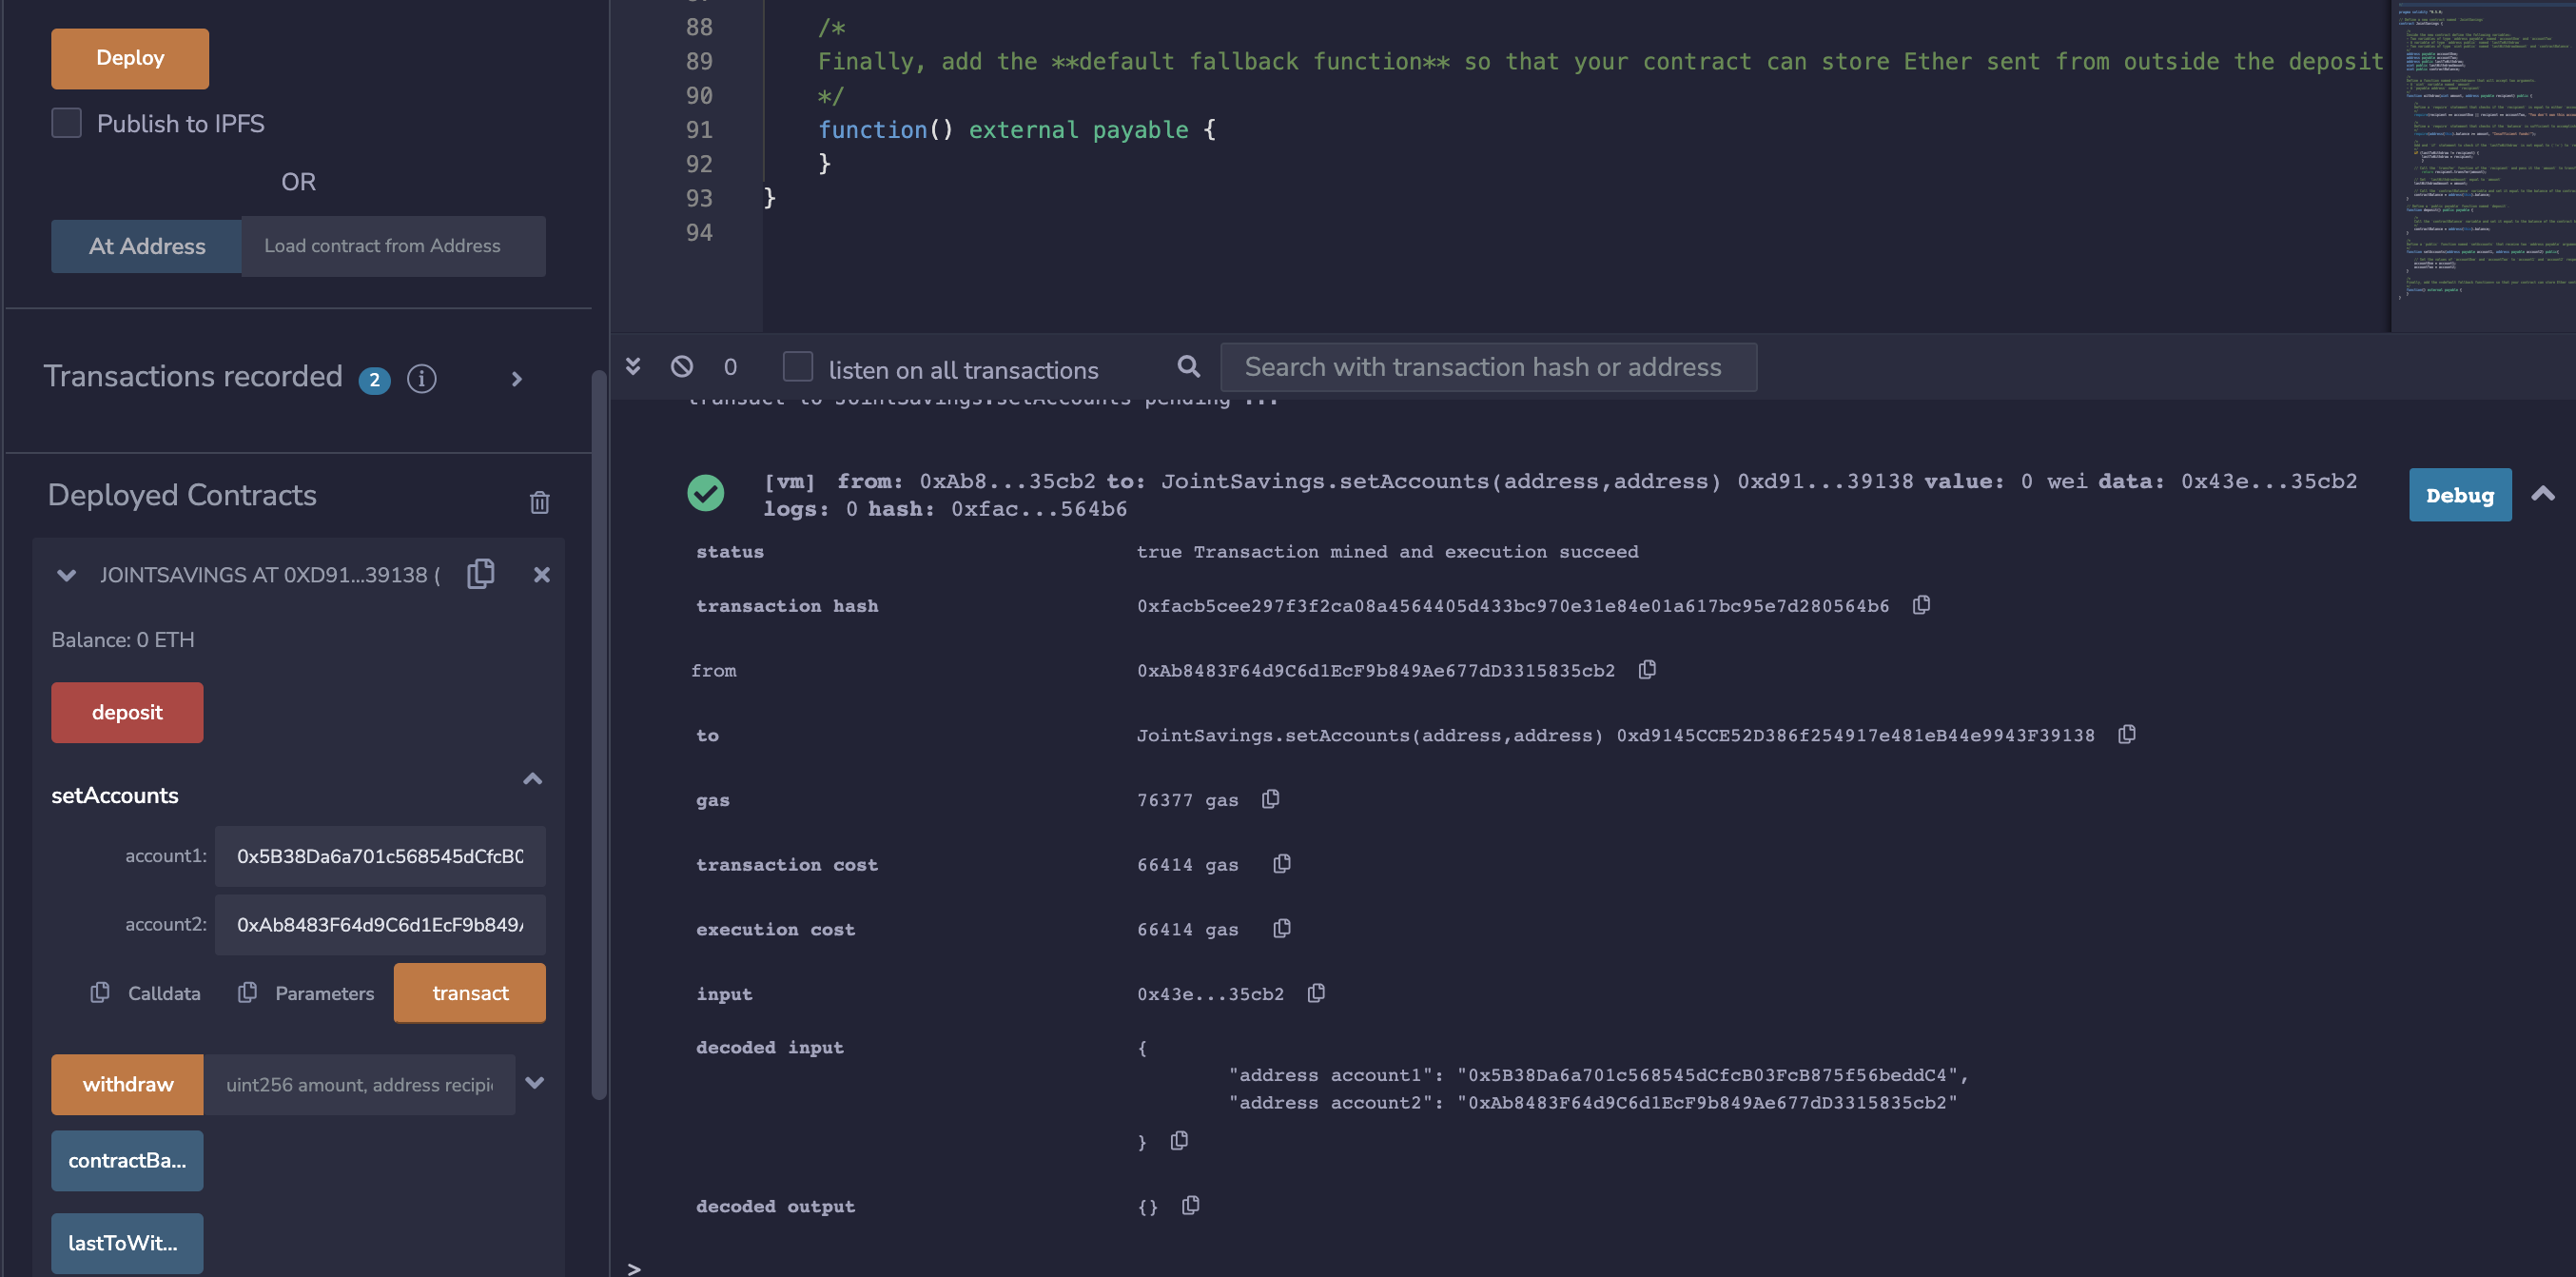 Deploy
Publish to IPFS
OR
At Address
Load contract from Address
Transactions recorded 2 i
Deployed Contracts
JOINTSAVINGS AT 0XD91...39138 (
Balance: 0 ETH
deposit
setAccounts
account1: 0x5B38Da6a701c568545dCfcB0
account2: 0xAb8483F64d9C6d1EcF9b849
Calldata Parameters transact
withdraw uint256 amount, address recipi
contractBa...
lastToWit...
88 /*
89 Finally, add the **default fallback function** so that your contract can store Ether sent from outside the deposit
90 */
91 function() external payable {
92 }
93 }
94
0 listen on all transactions Search with transaction hash or address
transact to JointSavings.setAccounts pending ...
[vm] from: 0xAb8...35cb2 to: JointSavings.setAccounts(address,address) 0xd91...39138 value: 0 wei data: 0x43e...35cb2
logs: 0 hash: 0xfac...564b6
Debug
status true Transaction mined and execution succeed
transaction hash 0xfacb5cee297f3f2ca08a4564405d433bc970e31e84e01a617bc95e7d280564b6
from 0xAb8483F64d9C6d1EcF9b849Ae677dD3315835cb2
to JointSavings.setAccounts(address,address) 0xd9145CCE52D386f254917e481eB44e9943F39138
gas 76377 gas
transaction cost 66414 gas
execution cost 66414 gas
input 0x43e...35cb2
decoded input {
"address account1": "0x5B38Da6a701c568545dCfcB03FcB875f56beddC4",
"address account2": "0xAb8483F64d9C6d1EcF9b849Ae677dD3315835cb2"
}
decoded output {}
>